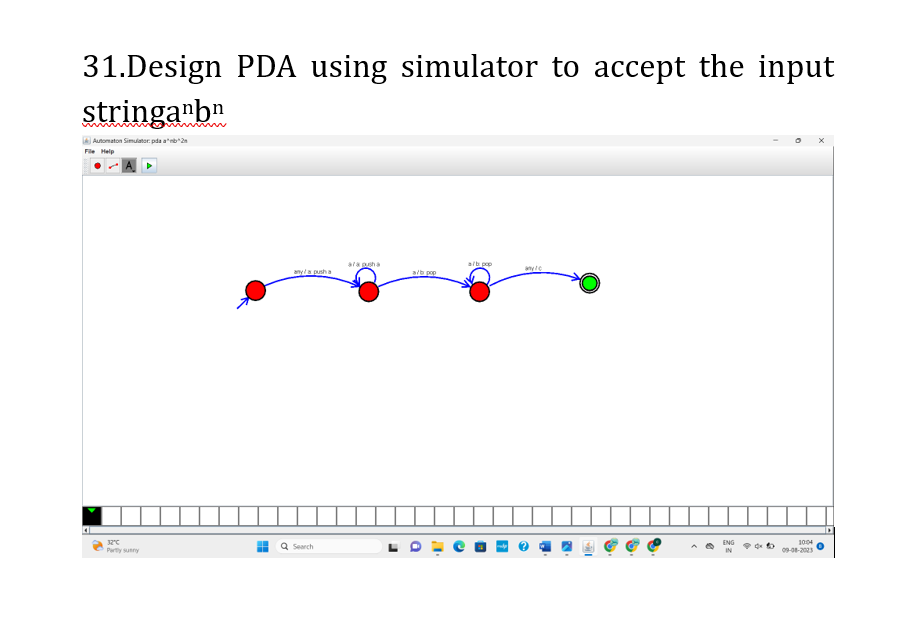 31.Design PDA using simulator to accept the input
stringaⁿbⁿ
Automaton Simulator: pda a^nb^2n
File Help
A
any / a push a
a / a push a
a / b pop
a / b pop
any / c
32°C
Partly sunny
Search
ENG
IN
10:04
09-08-2023